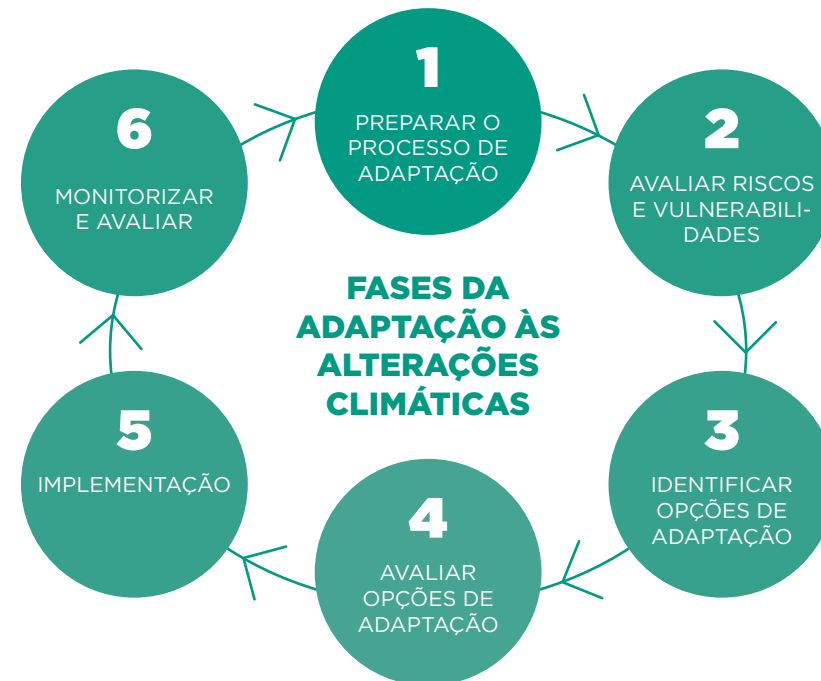 FASES DA
ADAPTAÇÃO ÀS
ALTERAÇÕES
CLIMÁTICAS
1
PREPARAR O
PROCESSO DE
ADAPTAÇÃO
2
AVALIAR RISCOS
E VULNERABILI-
DADES
3
IDENTIFICAR
OPÇÕES DE
ADAPTAÇÃO
4
AVALIAR
OPÇÕES DE
ADAPTAÇÃO
5
IMPLEMENTAÇÃO
6
MONITORIZAR
E AVALIAR